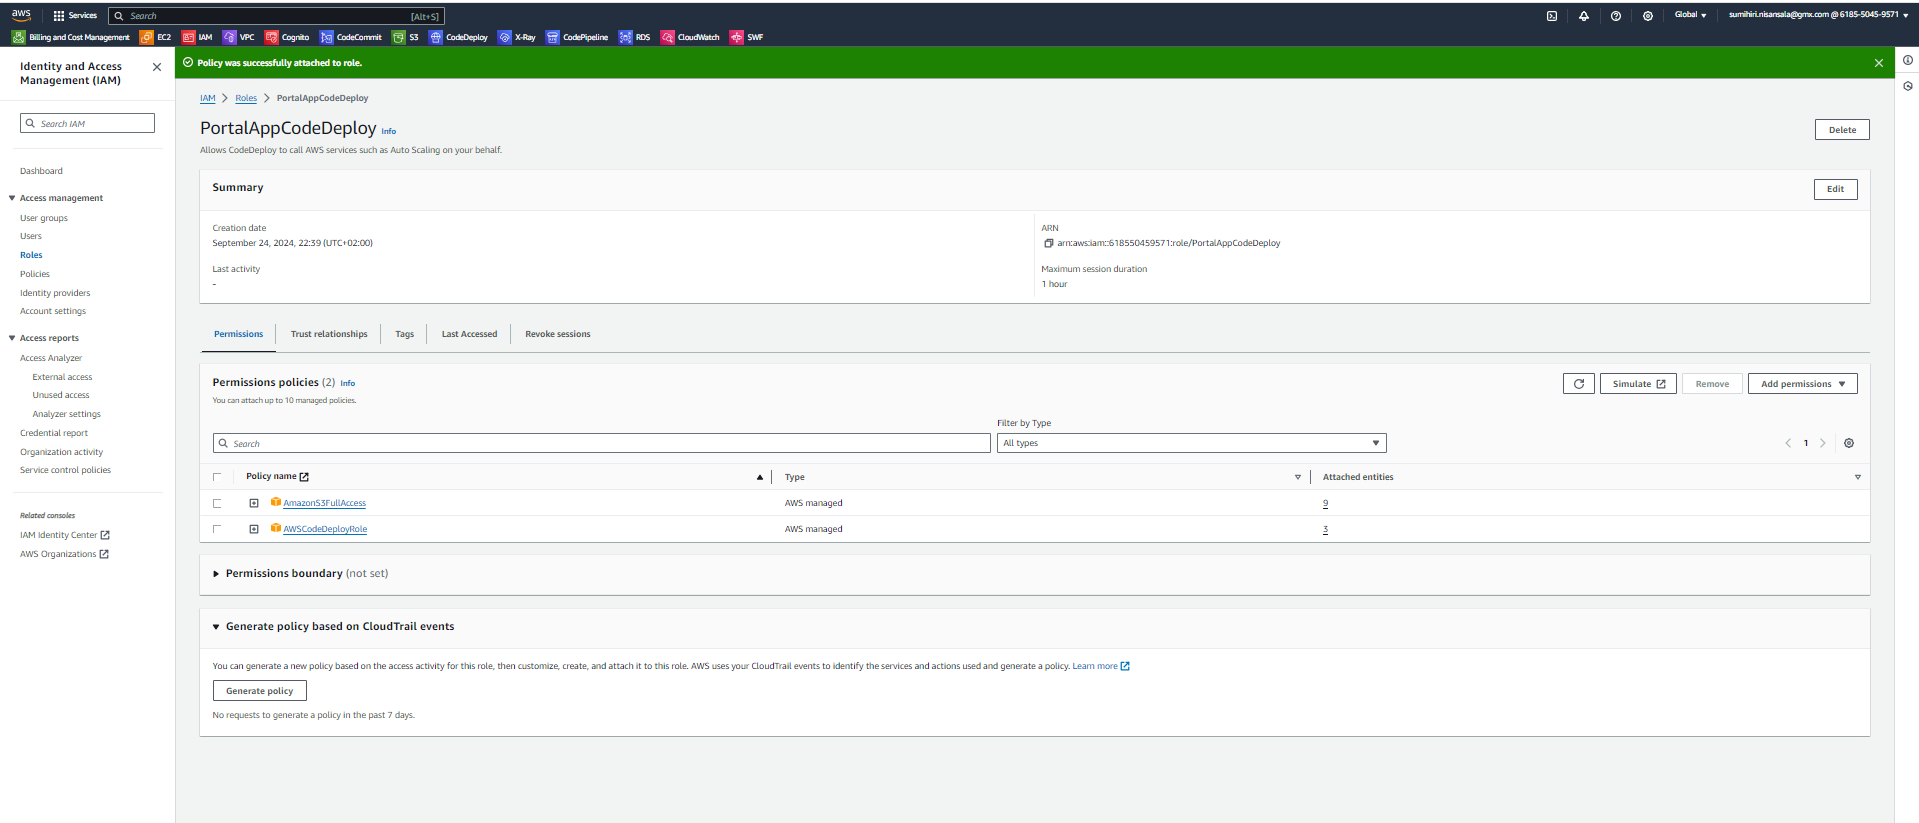 aws
Services
Search
[Alt+S]
Global
sumihiri.nisansala@gmx.com @ 6185-5045-9571
Billing and Cost Management
EC2
IAM
VPC
Cognito
CodeCommit
S3
CodeDeploy
X-Ray
CodePipeline
RDS
CloudWatch
SWF
Identity and Access
Management (IAM)
Search IAM
Dashboard
Access management
User groups
Users
Roles
Policies
Identity providers
Account settings
Access reports
Access Analyzer
External access
Unused access
Analyzer settings
Credential report
Organization activity
Service control policies
Related consoles
IAM Identity Center
AWS Organizations
Policy was successfully attached to role.
IAM
Roles
PortalAppCodeDeploy
PortalAppCodeDeploy Info
Delete
Allows CodeDeploy to call AWS services such as Auto Scaling on your behalf.
Summary
Edit
Creation date
September 24, 2024, 22:39 (UTC+02:00)
ARN
arn:aws:iam::618550459571:role/PortalAppCodeDeploy
Last activity
-
Maximum session duration
1 hour
Permissions
Trust relationships
Tags
Last Accessed
Revoke sessions
Permissions policies (2) Info
You can attach up to 10 managed policies.
Simulate
Remove
Add permissions
Filter by Type
Search
All types
1
Policy name
Type
Attached entities
AmazonS3FullAccess
AWS managed
9
AWSCodeDeployRole
AWS managed
3
Permissions boundary (not set)
Generate policy based on CloudTrail events
You can generate a new policy based on the access activity for this role, then customize, create, and attach it to this role. AWS uses your CloudTrail events to identify the services and actions used and generate a policy. Learn more
Generate policy
No requests to generate a policy in the past 7 days.